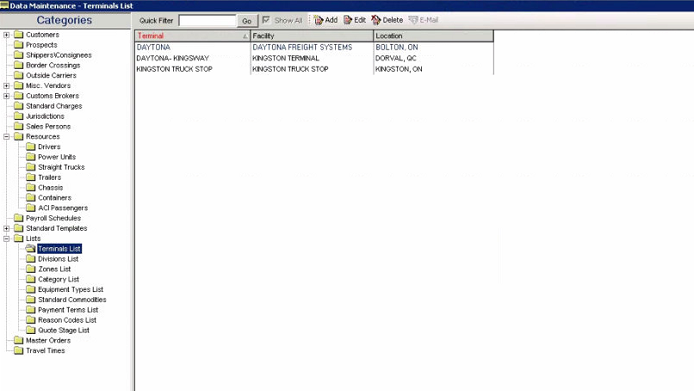 Data Maintenance - Terminals List
Categories
Quick Filter Go Show All Add Edit Delete E-Mail
Customers
Prospects
Shippers\Consignees
Border Crossings
Outside Carriers
Misc. Vendors
Customs Brokers
Standard Charges
Jurisdictions
Sales Persons
Resources
Drivers
Power Units
Straight Trucks
Trailers
Chassis
Containers
ACI Passengers
Payroll Schedules
Standard Templates
Lists
Terminals List
Divisions List
Zones List
Category List
Equipment Types List
Standard Commodities
Payment Terms List
Reason Codes List
Quote Stage List
Master Orders
Travel Times
Terminal Facility Location
DAYTONA DAYTONA FREIGHT SYSTEMS BOLTON, ON
DAYTONA- KINGSWAY KINGSTON TERMINAL DORVAL, QC
KINGSTON TRUCK STOP KINGSTON TRUCK STOP KINGSTON, ON